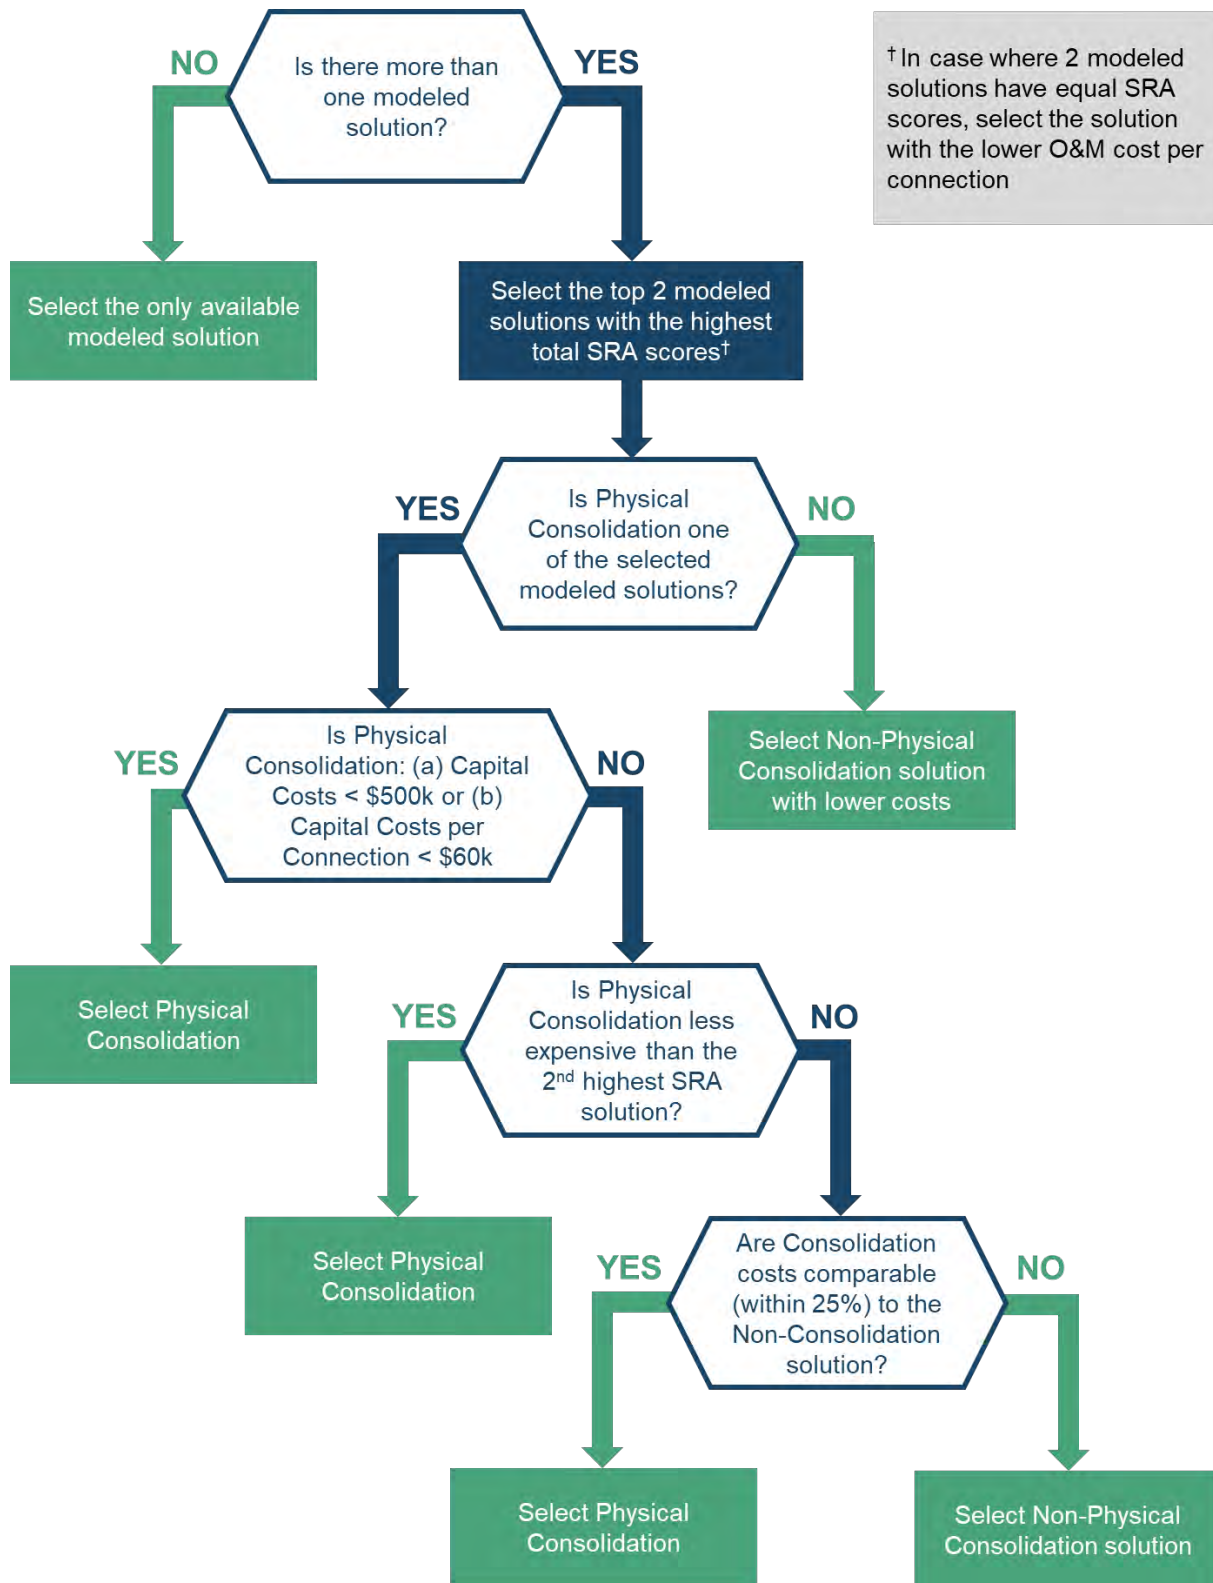 NO
Is there more than
one modeled
solution?
YES
† In case where 2 modeled
solutions have equal SRA
scores, select the solution
with the lower O&M cost per
connection
Select the only available
modeled solution
Select the top 2 modeled
solutions with the highest
total SRA scores†
YES
Is Physical
Consolidation one
of the selected
modeled solutions?
NO
YES
Is Physical
Consolidation: (a) Capital
Costs < $500k or (b)
Capital Costs per
Connection < $60k
NO
Select Non-Physical
Consolidation solution
with lower costs
Select Physical
Consolidation
YES
Is Physical
Consolidation less
expensive than the
2nd highest SRA
solution?
NO
Select Physical
Consolidation
YES
Are Consolidation
costs comparable
(within 25%) to the
Non-Consolidation
solution?
NO
Select Physical
Consolidation
Select Non-Physical
Consolidation solution